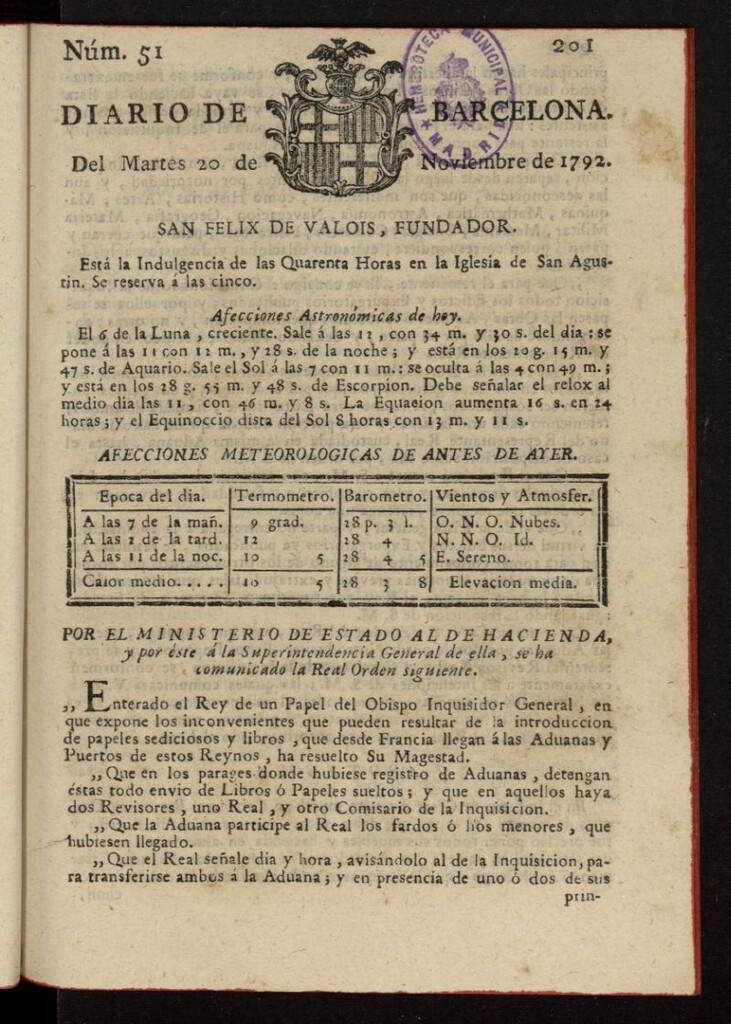 Núm. 51
201
HEMEROTECA MUNICIPAL
★ MADRID ★
DIARIO DE BARCELONA.
Del Martes 20 de Noviembre de 1792.
SAN FELIX DE VALOIS, FUNDADOR.
Está la Indulgencia de las Quarenta Horas en la Iglesia de San Agus-
tin. Se reserva á las cinco.
Afecciones Astronómicas de hoy.
El 6 de la Luna, creciente. Sale á las 12, con 34 m. y 30 s. del dia: se
pone á las 11 con 12 m., y 28 s. de la noche; y está en los 20 g. 15 m. y
47 s. de Aquario. Sale el Sol á las 7 con 11 m.: se oculta á las 4 con 49 m.;
y está en los 28 g. 55 m. y 48 s. de Escorpion. Debe señalar el relox al
medio dia las 11, con 46 m. y 8 s. La Equacion aumenta 16 s. en 24
horas; y el Equinoccio dista del Sol 8 horas con 13 m. y 11 s.
AFECCIONES METEOROLOGICAS DE ANTES DE AYER.
Epoca del dia. Termometro. Barometro. Vientos y Atmosfer.
A las 7 de la mañ. 9 grad. 28 p. 3 l. O. N. O. Nubes.
A las 2 de la tard. 12 28 4 N. N. O. Id.
A las 11 de la noc. 10 5 28 4 5 E. Sereno.
Calor medio..... 10 5 28 3 8 Elevacion media.
POR EL MINISTERIO DE ESTADO AL DE HACIENDA,
y por éste á la Superintendencia General de ella, se ha
comunicado la Real Orden siguiente.
,, Enterado el Rey de un Papel del Obispo Inquisidor General, en
que expone los inconvenientes que pueden resultar de la introduccion
de papeles sediciosos y libros, que desde Francia llegan á las Aduanas y
Puertos de estos Reynos, ha resuelto Su Magestad.
,, Que en los parages donde hubiese registro de Aduanas, detengan
éstas todo envio de Libros ó Papeles sueltos; y que en aquellos haya
dos Revisores, uno Real, y otro Comisario de la Inquisicion.
,, Que la Aduana participe al Real los fardos ó lios menores, que
hubiesen llegado.
,, Que el Real señale dia y hora, avisándolo al de la Inquisicion, pa-
ra transferirse ambos á la Aduana; y en presencia de uno ó dos de sus
prin-